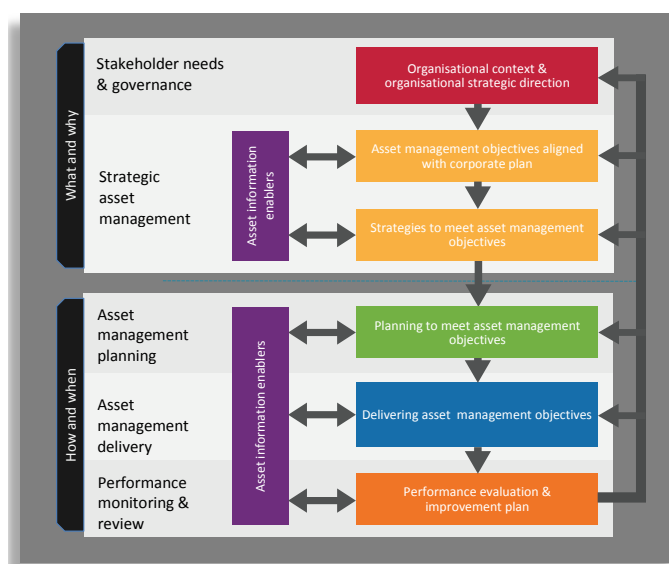 What and why
Stakeholder needs
& governance
Organisational context &
organisational strategic direction
Strategic
asset
management
Asset information
enablers
Asset management objectives aligned
with corporate plan
Strategies to meet asset management
objectives
How and when
Asset
management
planning
Asset information enablers
Planning to meet asset management
objectives
Asset
management
delivery
Delivering asset  management objectives
Performance
monitoring &
review
Performance evaluation &
improvement plan